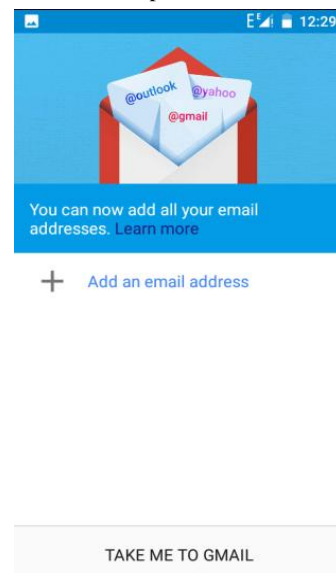 12:29
@outlook
@yahoo
@gmail
You can now add all your email
addresses. Learn more
Add an email address
TAKE ME TO GMAIL